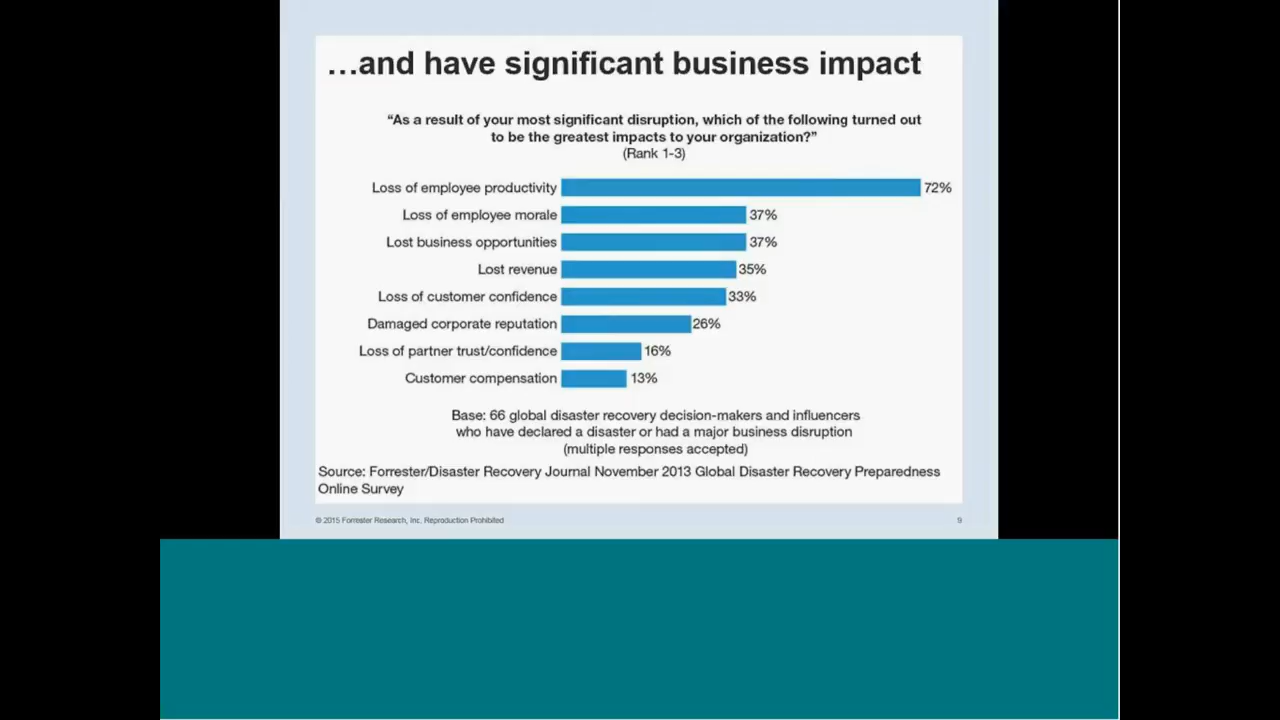 …and have significant business impact
“As a result of your most significant disruption, which of the following turned out
to be the greatest impacts to your organization?”
(Rank 1-3)
Loss of employee productivity 72%
Loss of employee morale 37%
Lost business opportunities 37%
Lost revenue 35%
Loss of customer confidence 33%
Damaged corporate reputation 26%
Loss of partner trust/confidence 16%
Customer compensation 13%
Base: 66 global disaster recovery decision-makers and influencers
who have declared a disaster or had a major business disruption
(multiple responses accepted)
Source: Forrester/Disaster Recovery Journal November 2013 Global Disaster Recovery Preparedness
Online Survey
© 2015 Forrester Research, Inc. Reproduction Prohibited 9